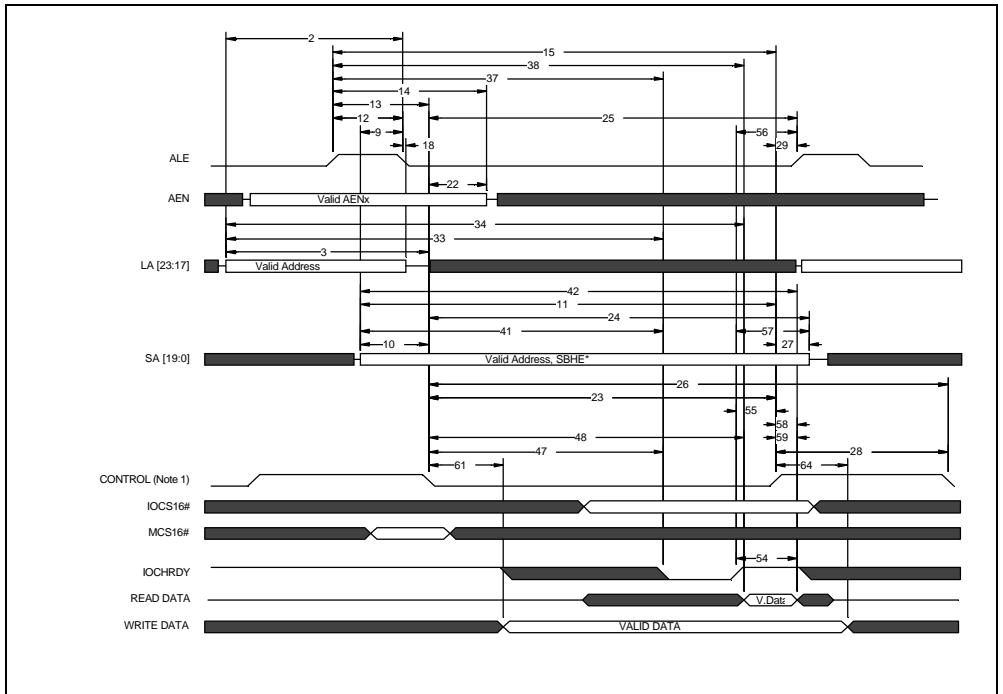 2
15
38
37
14
13
12
25
9
56
18
29
ALE
22
AEN
Valid AENx
34
33
3
LA [23:17]
Valid Address
42
11
24
41
57
10
27
SA [19:0]
Valid Address, SBHE*
26
23
55
58
48
59
47
28
61
64
CONTROL (Note 1)
IOCS16#
MCS16#
54
IOCHRDY
READ DATA
V.Data
WRITE DATA
VALID DATA